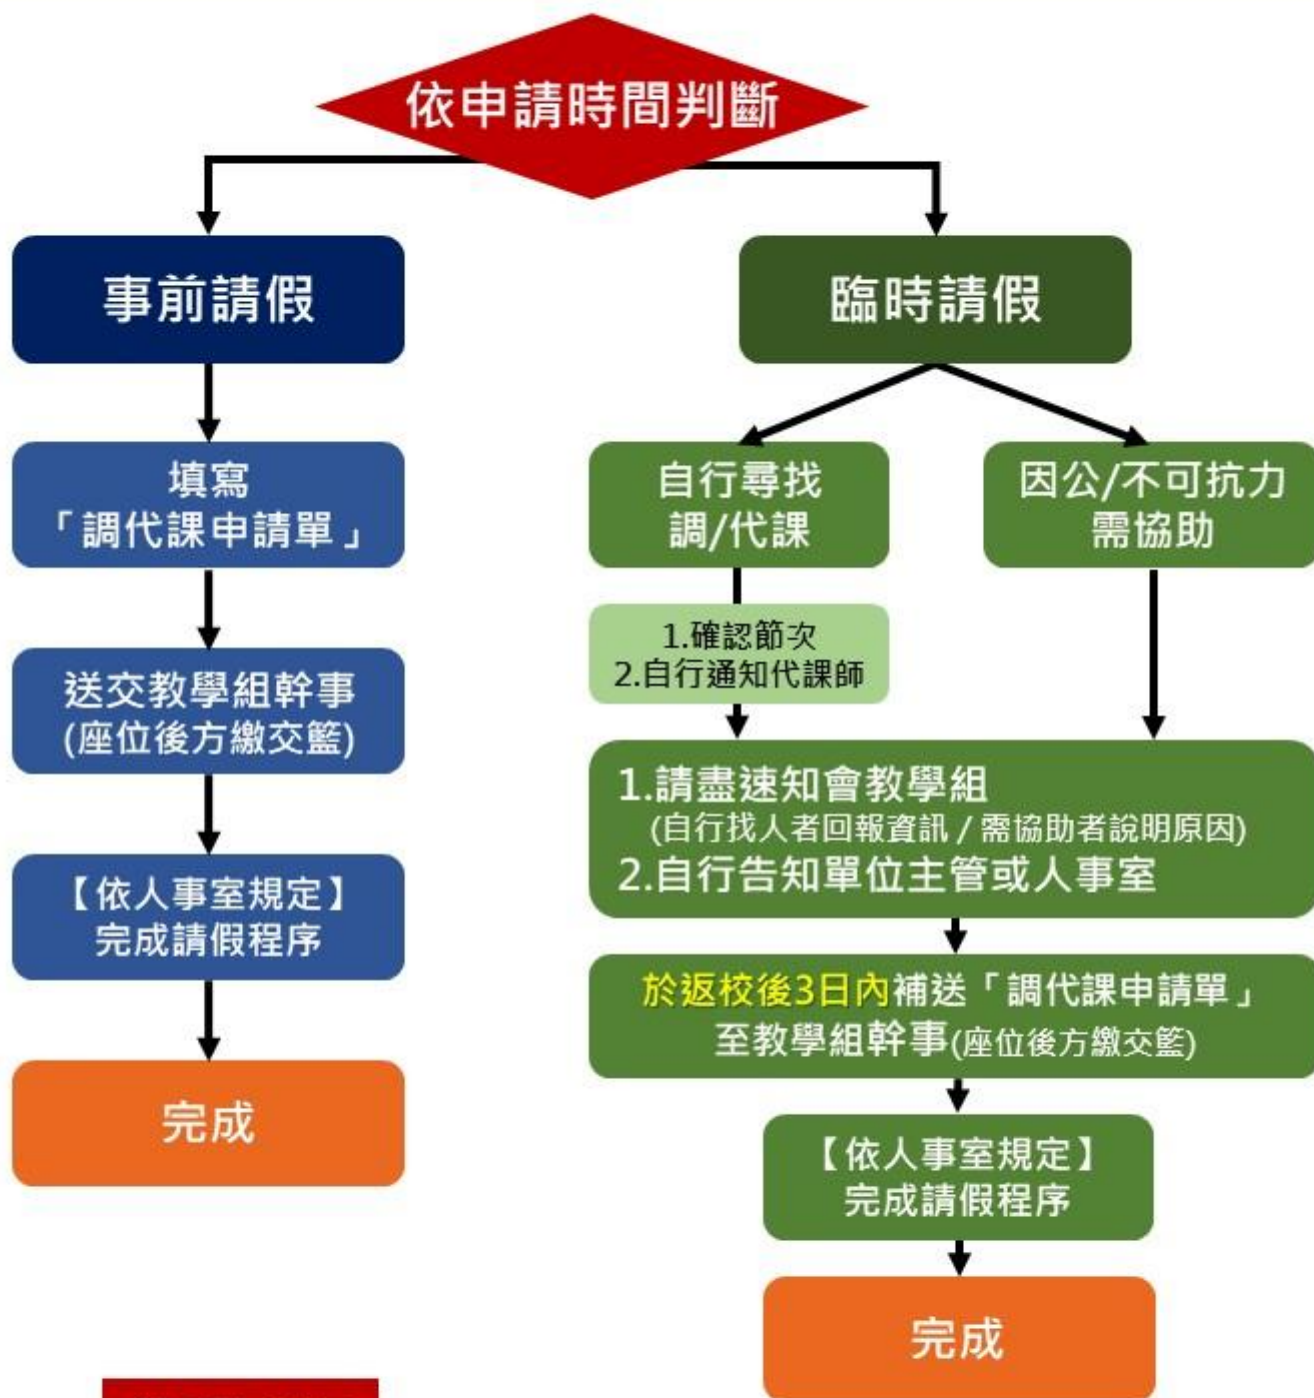 依申請時間判斷
事前請假
填寫
「調代課申請單」
送交教學組幹事
(座位後方繳交籃)
【依人事室規定】
完成請假程序
完成
臨時請假
自行尋找
調/代課
因公/不可抗力
需協助
1.確認節次
2.自行通知代課師
1.請盡速知會教學組
(自行找人者回報資訊/需協助者說明原因)
2.自行告知單位主管或人事室
於返校後3日內補送「調代課申請單」
至教學組幹事(座位後方繳交籃)
【依人事室規定】
完成請假程序
完成